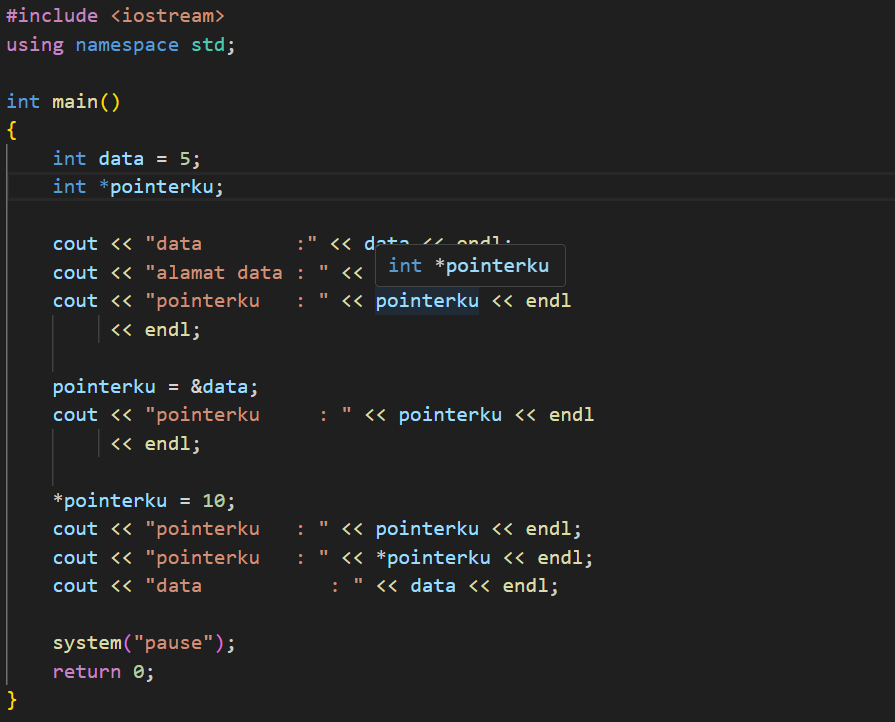 #include <iostream>
using namespace std;
int main()
{
    int data = 5;
    int *pointerku;
    cout << "data        :" << data << endl;
    cout << "alamat data : " <<
int *pointerku
    cout << "pointerku   : " << pointerku << endl
         << endl;
    pointerku = &data;
    cout << "pointerku     : " << pointerku << endl
         << endl;
    *pointerku = 10;
    cout << "pointerku   : " << pointerku << endl;
    cout << "pointerku   : " << *pointerku << endl;
    cout << "data           : " << data << endl;
    system("pause");
    return 0;
}